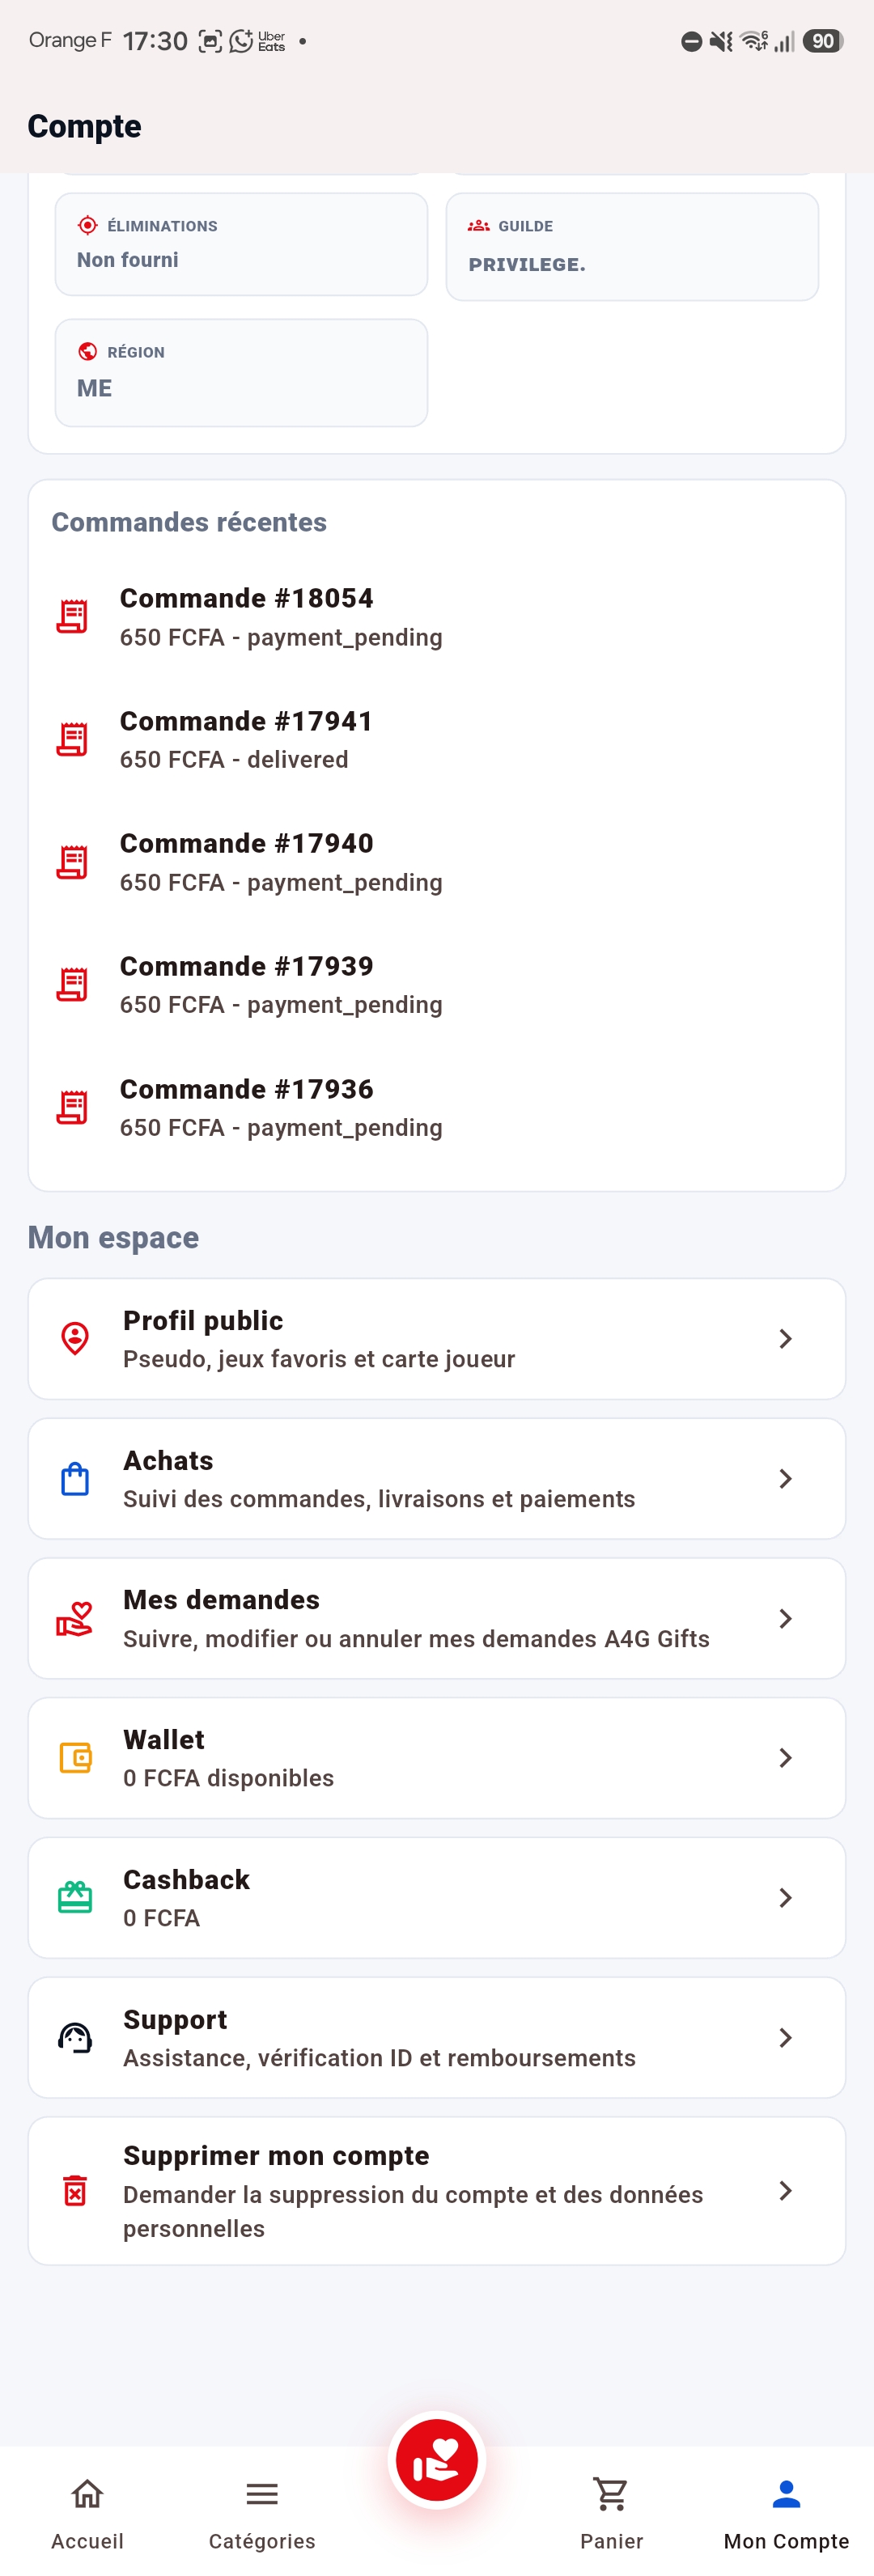 Orange F 17:30 Uber Eats 6 90
Compte
ÉLIMINATIONS
Non fourni
GUILDE
PRIVILEGE.
RÉGION
ME
Commandes récentes
Commande #18054
650 FCFA - payment_pending
Commande #17941
650 FCFA - delivered
Commande #17940
650 FCFA - payment_pending
Commande #17939
650 FCFA - payment_pending
Commande #17936
650 FCFA - payment_pending
Mon espace
Profil public
Pseudo, jeux favoris et carte joueur
Achats
Suivi des commandes, livraisons et paiements
Mes demandes
Suivre, modifier ou annuler mes demandes A4G Gifts
Wallet
0 FCFA disponibles
Cashback
0 FCFA
Support
Assistance, vérification ID et remboursements
Supprimer mon compte
Demander la suppression du compte et des données
personnelles
Accueil
Catégories
Panier
Mon Compte